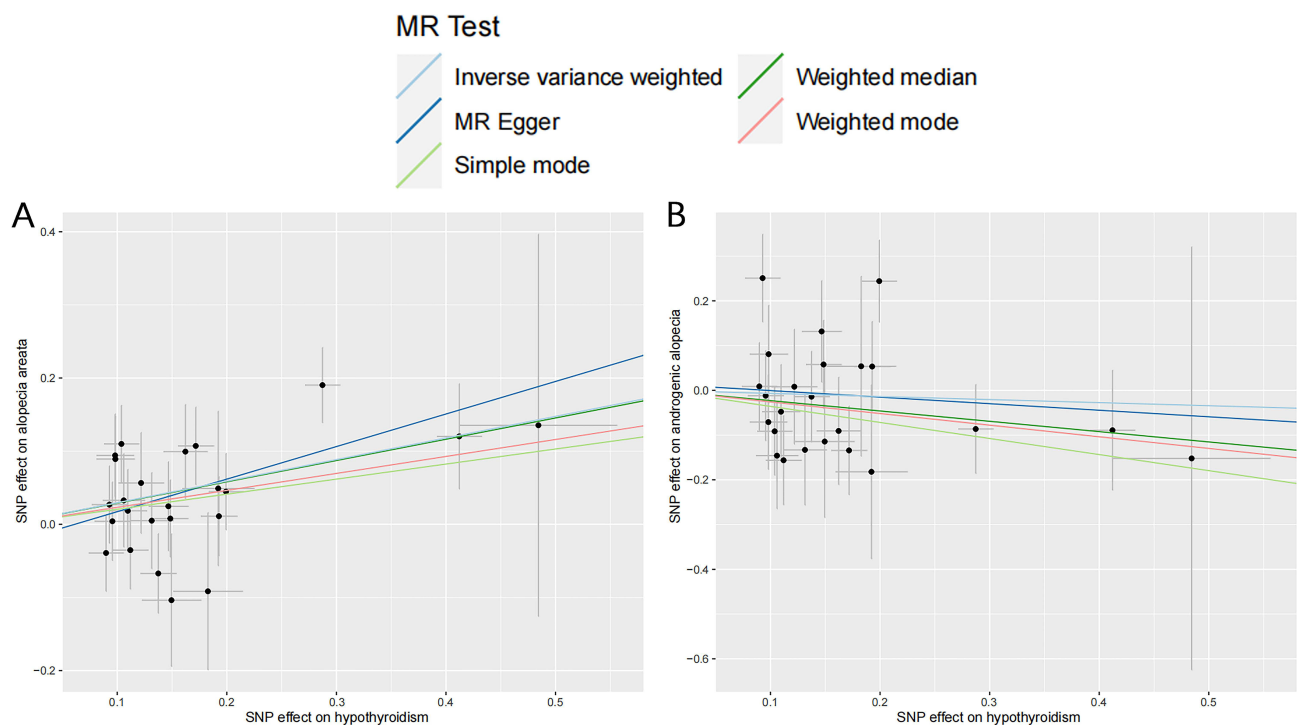 MR Test
Inverse variance weighted
Weighted median
MR Egger
Weighted mode
Simple mode
A
B
SNP effect on alopecia areata
0.4
0.2
0.0
−0.2
0.1
0.2
0.3
0.4
0.5
SNP effect on hypothyroidism
SNP effect on androgenic alopecia
0.2
0.0
−0.2
−0.4
−0.6
0.1
0.2
0.3
0.4
0.5
SNP effect on hypothyroidism